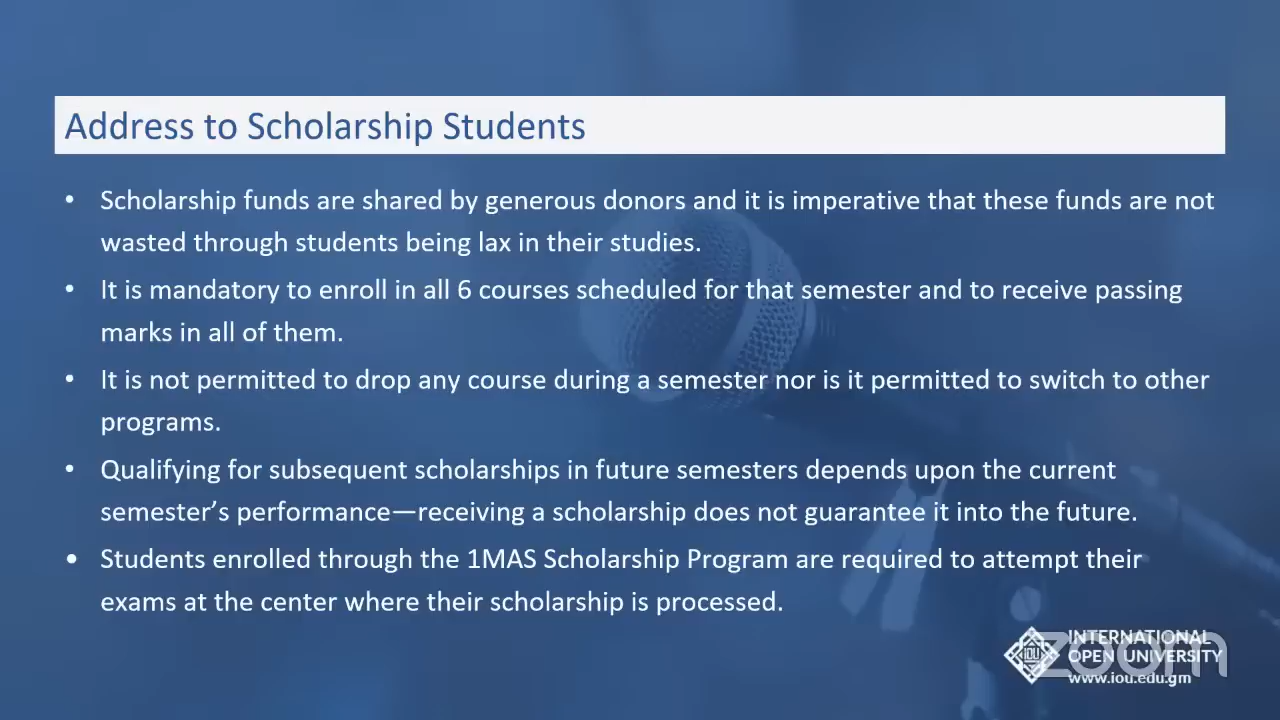 Address to Scholarship Students
• Scholarship funds are shared by generous donors and it is imperative that these funds are not
wasted through students being lax in their studies.
• It is mandatory to enroll in all 6 courses scheduled for that semester and to receive passing
marks in all of them.
• It is not permitted to drop any course during a semester nor is it permitted to switch to other
programs.
• Qualifying for subsequent scholarships in future semesters depends upon the current
semester’s performance—receiving a scholarship does not guarantee it into the future.
• Students enrolled through the 1MAS Scholarship Program are required to attempt their
exams at the center where their scholarship is processed.
IOU
INTERNATIONAL
OPEN UNIVERSITY
www.iou.edu.gm
zoom